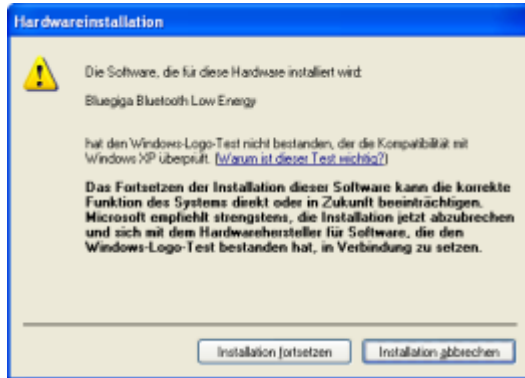 Hardwareinstallation
Die Software, die für diese Hardware installiert wird:
Bluegiga Bluetooth Low Energy
hat den Windows-Logo-Test nicht bestanden, der die Kompatibilität mit
Windows XP überprüft. (Warum ist dieser Test wichtig?)
Das Fortsetzen der Installation dieser Software kann die korrekte
Funktion des Systems direkt oder in Zukunft beeinträchtigen.
Microsoft empfiehlt strengstens, die Installation jetzt abzubrechen
und sich mit dem Hardwarehersteller für Software, die den
Windows-Logo-Test bestanden hat, in Verbindung zu setzen.
Installation fortsetzen
Installation abbrechen